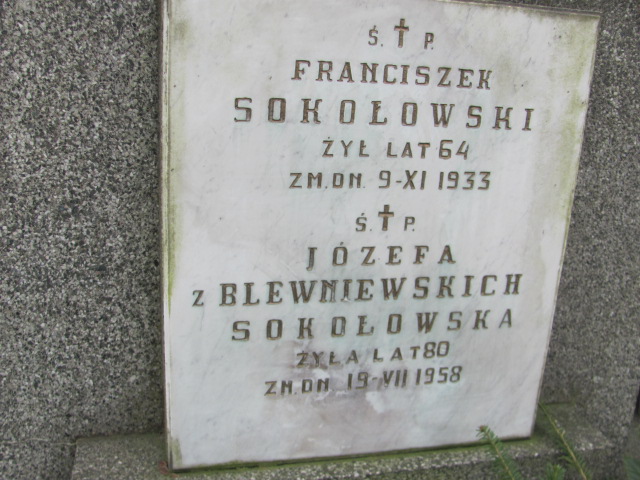 Ś. ✝ P.
FRANCISZEK
SOKOŁOWSKI
ŻYŁ LAT 64
ZM. DN. 9-XI 1933
Ś. ✝ P.
JÓZEFA
Z BLEWNIEWSKICH
SOKOŁOWSKA
ŻYŁA LAT 80
ZM. DN. 19-VII 1958